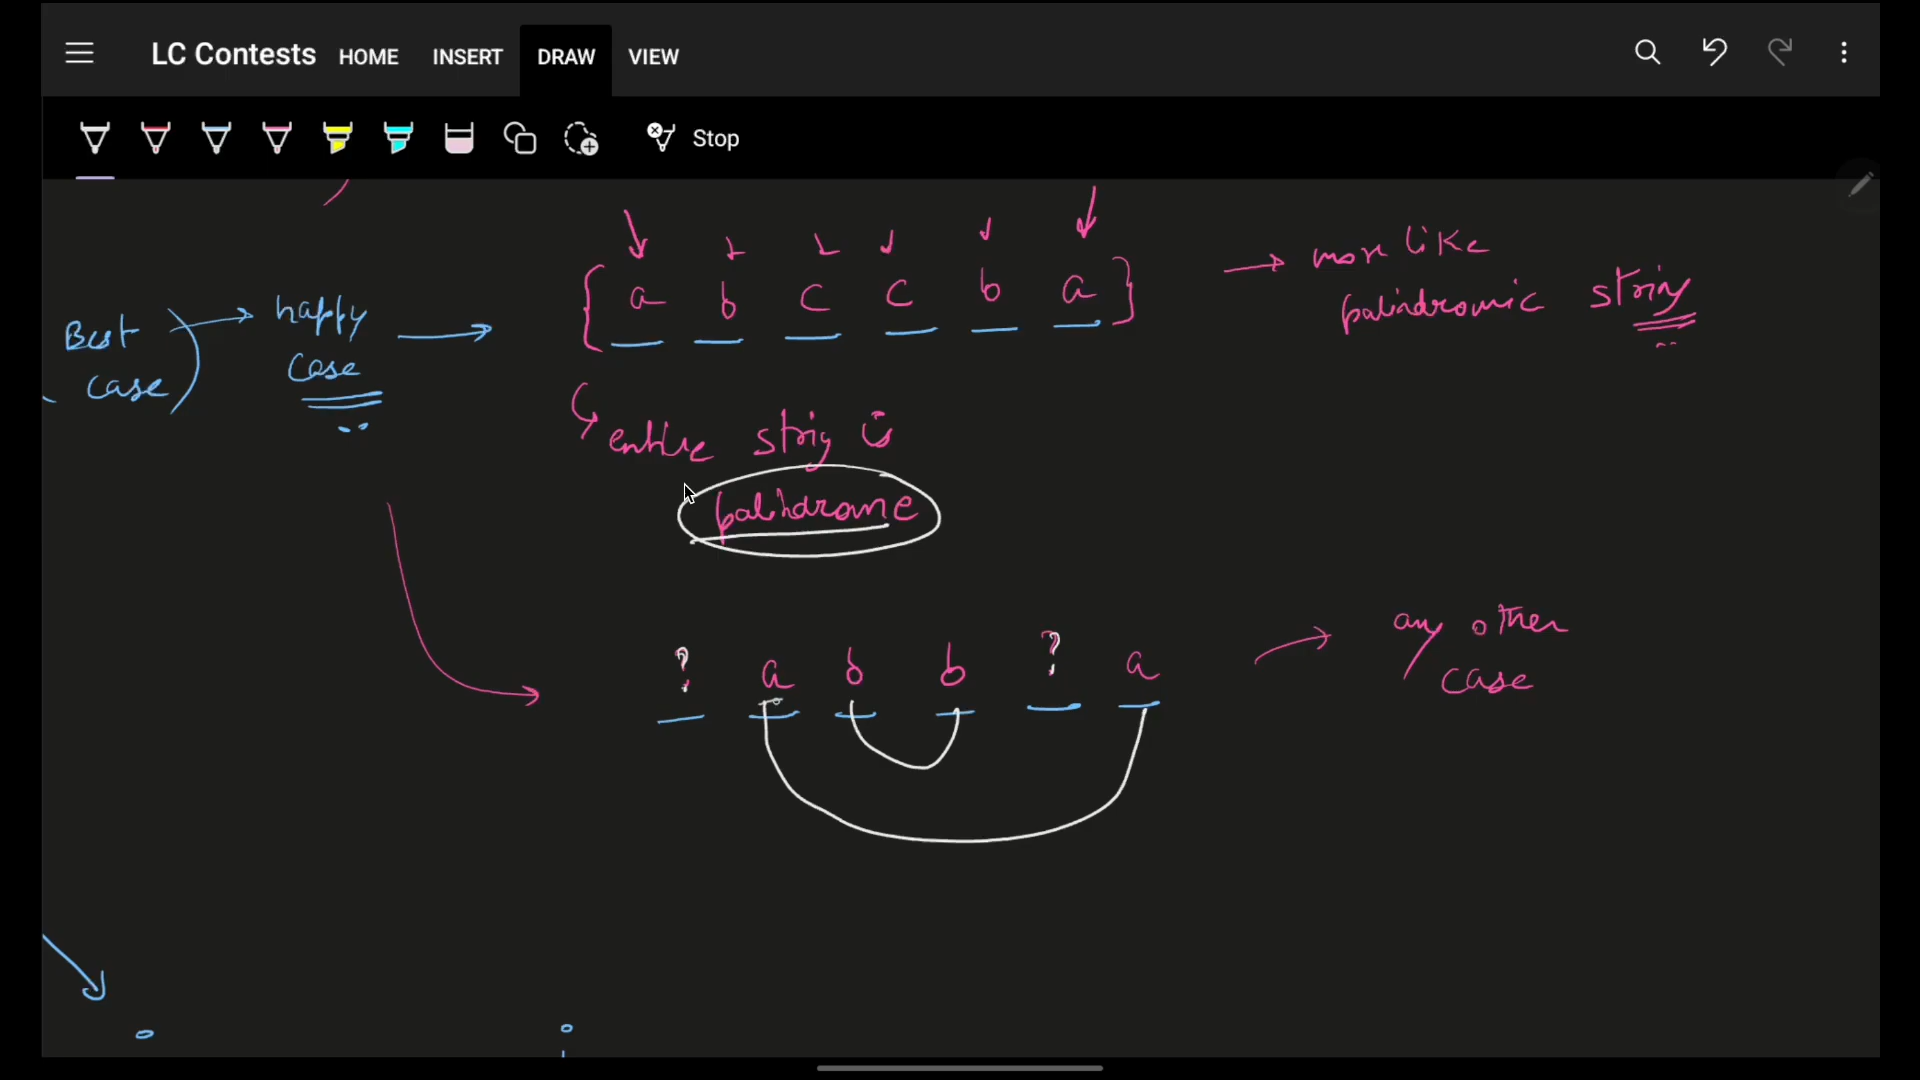 LC Contests HOME INSERT DRAW VIEW
Stop
a b c c b a
more like
palindromic string
Best
case
happy
case
entire string is
palindrome
? a b b ? a
any other
case